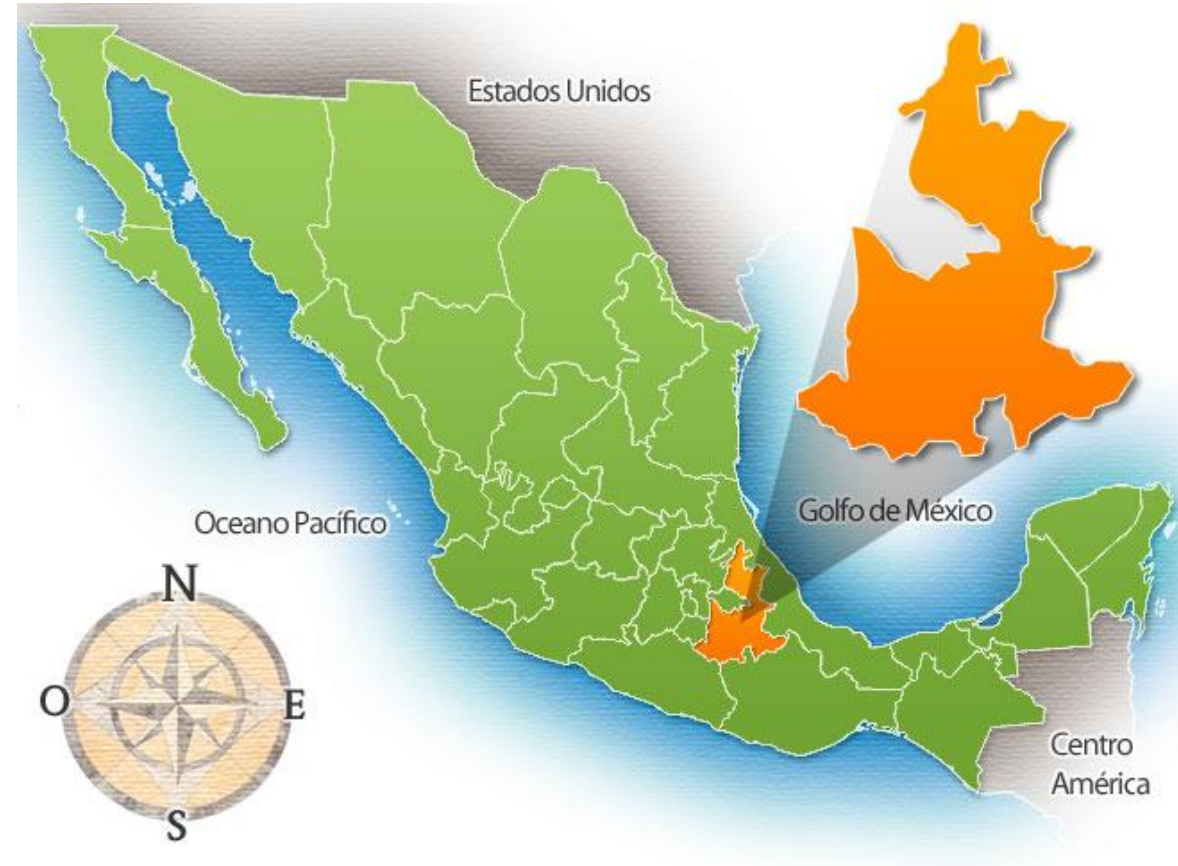 Estados Unidos
Golfo de México
Oceano Pacífico
N
O
E
S
Centro
América